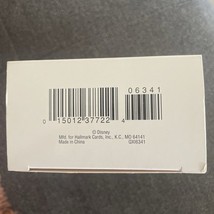 06341
0 15012 37722 4
© Disney
Mfd. for Hallmark Cards, Inc., K.C., MO 64141
Made in China QXI6341